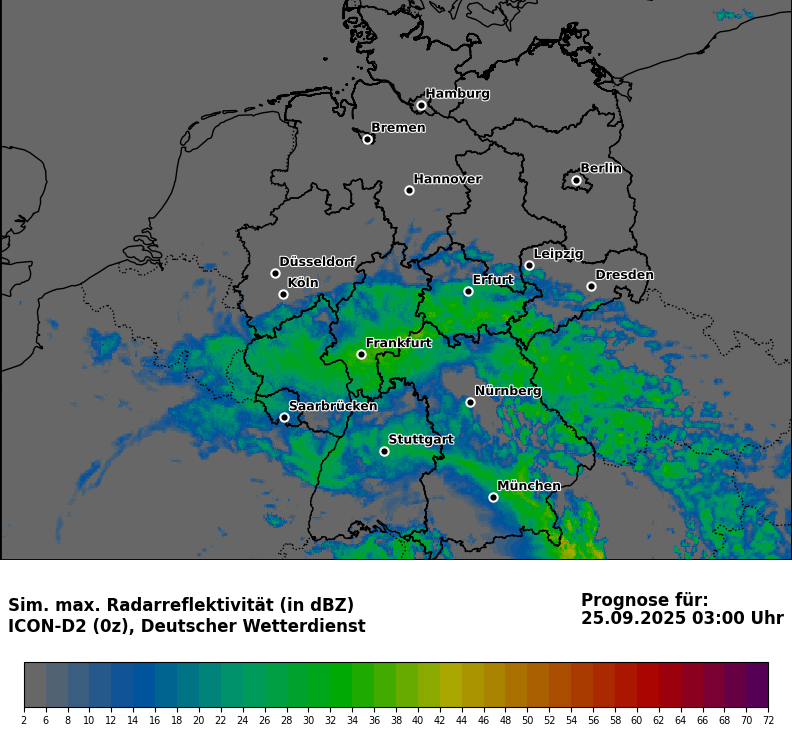 Hamburg
Bremen
Berlin
Hannover
Leipzig
Düsseldorf
Dresden
Köln
Erfurt
Frankfurt
Nürnberg
Saarbrücken
Stuttgart
München
Sim. max. Radarreflektivität (in dBZ)
ICON-D2 (0z), Deutscher Wetterdienst
Prognose für:
25.09.2025 03:00 Uhr
2 6 8 10 12 14 16 18 20 22 24 26 28 30 32 34 36 38 40 42 44 46 48 50 52 54 56 58 60 62 64 66 68 70 72